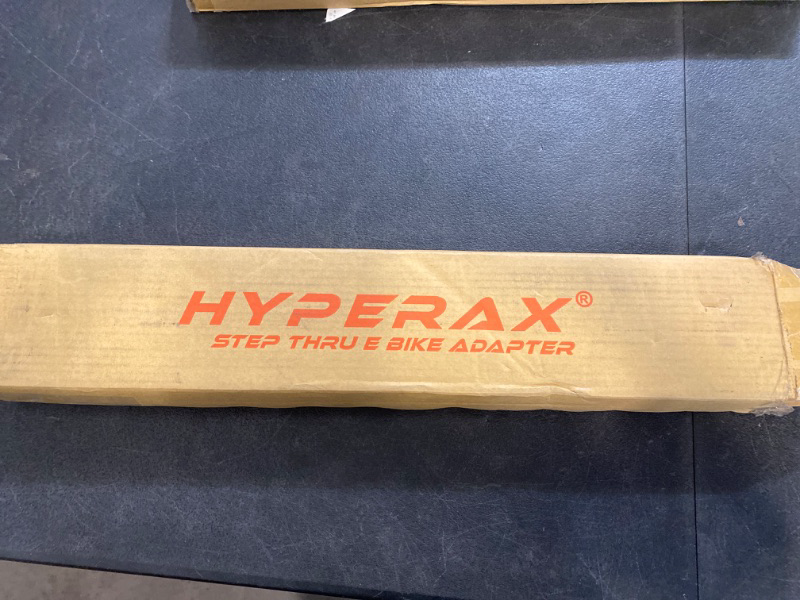 HYPERAX®
STEP THRU E BIKE ADAPTER